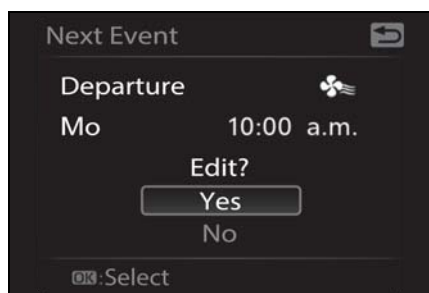 Next Event
Departure
Mo 10:00 a.m.
Edit?
Yes
No
OK:Select